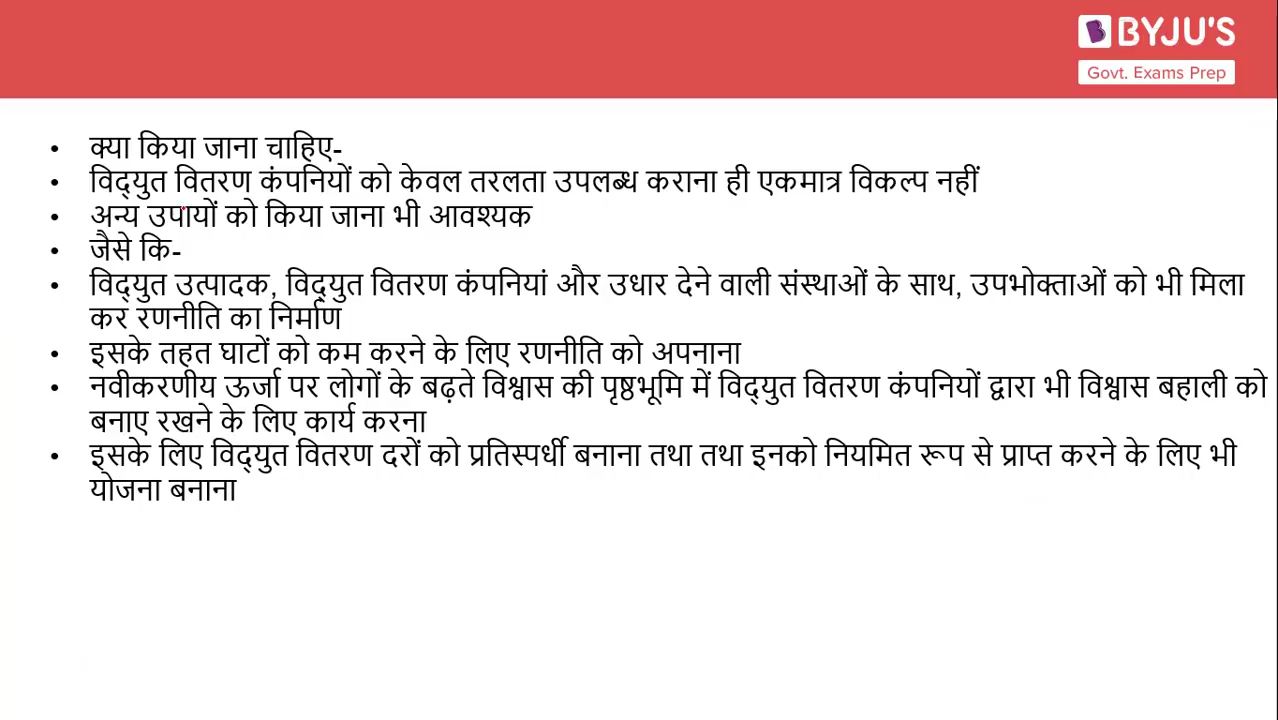 BYJU'S
Govt. Exams Prep
• क्या किया जाना चाहिए-
• विद्युत वितरण कंपनियों को केवल तरलता उपलब्ध कराना ही एकमात्र विकल्प नहीं
• अन्य उपायों को किया जाना भी आवश्यक
• जैसे कि-
• विद्युत उत्पादक, विद्युत वितरण कंपनियां और उधार देने वाली संस्थाओं के साथ, उपभोक्ताओं को भी मिला
कर रणनीति का निर्माण
• इसके तहत घाटों को कम करने के लिए रणनीति को अपनाना
• नवीकरणीय ऊर्जा पर लोगों के बढ़ते विश्वास की पृष्ठभूमि में विद्युत वितरण कंपनियों द्वारा भी विश्वास बहाली को
बनाए रखने के लिए कार्य करना
• इसके लिए विद्युत वितरण दरों को प्रतिस्पर्धी बनाना तथा तथा इनको नियमित रूप से प्राप्त करने के लिए भी
योजना बनाना